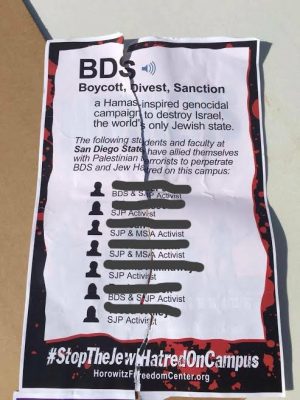 BDS
Boycott, Divest, Sanction
a Hamas-inspired genocidal
campaign to destroy Israel,
the world's only Jewish state.
The following students and faculty at
San Diego State have allied themselves
with Palestinian terrorists to perpetrate
BDS and Jew Hatred on this campus:
BDS & SJP Activist
SJP Activist
SJP & MSA Activist
SJP & MSA Activist
SJP Activist
BDS & SJP Activist
SJP Activist
#StopTheJewHatredOnCampus
HorowitzFreedomCenter.org